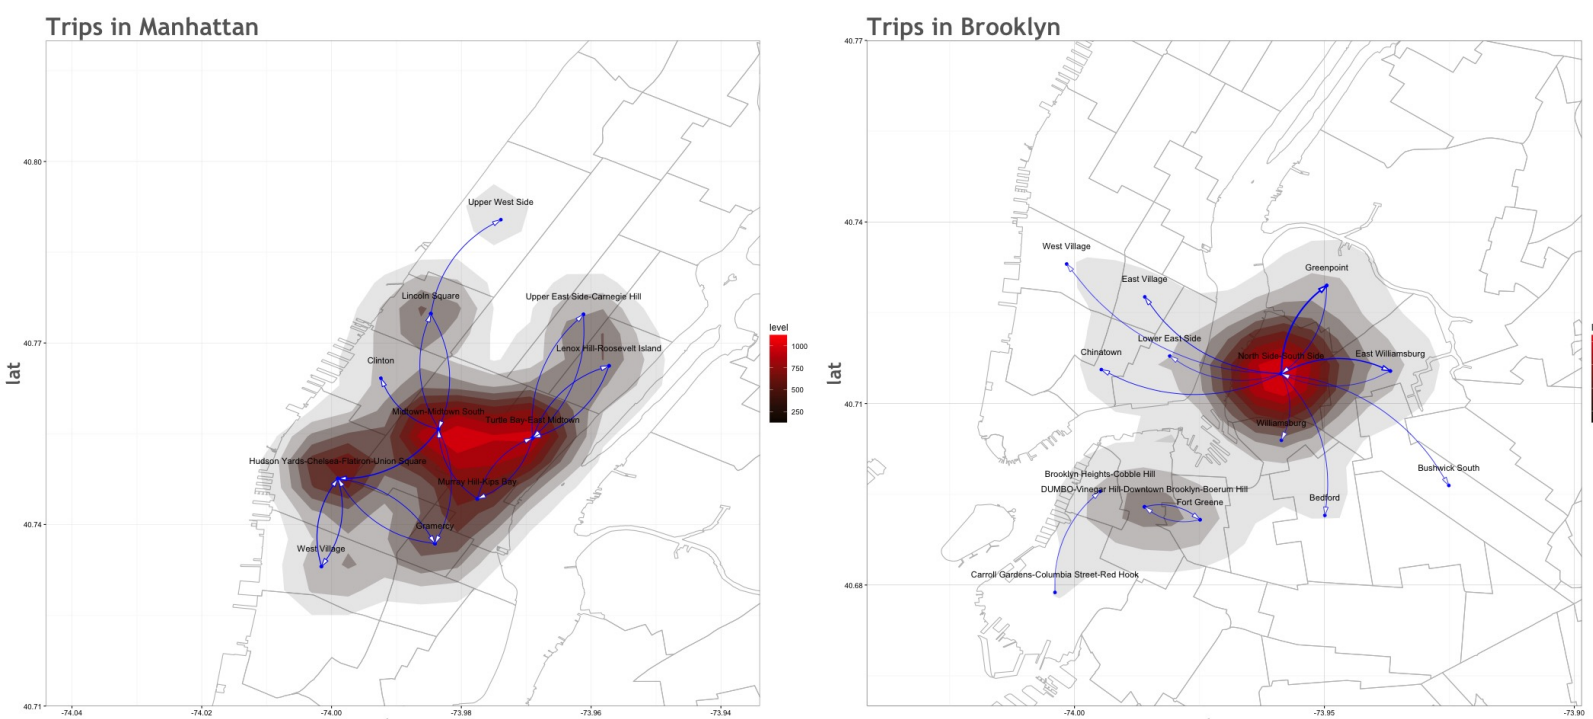 Trips in Manhattan
lat
40.80
40.77
40.74
40.71
-74.04
-74.02
-74.00
-73.98
-73.96
-73.94
Upper West Side
Lincoln Square
Upper East Side-Carnegie Hill
Lenox Hill-Roosevelt Island
Clinton
Midtown-Midtown South
Turtle Bay-East Midtown
Hudson Yards-Chelsea-Flatiron-Union Square
Murray Hill-Kips Bay
Gramercy
West Village
level
1000
750
500
250
Trips in Brooklyn
lat
40.77
40.74
40.71
40.68
-74.00
-73.95
-73.90
West Village
East Village
Greenpoint
Lower East Side
Chinatown
North Side-South Side
East Williamsburg
Williamsburg
Bushwick South
Brooklyn Heights-Cobble Hill
DUMBO-Vinegar Hill-Downtown Brooklyn-Boerum Hill
Fort Greene
Bedford
Carroll Gardens-Columbia Street-Red Hook